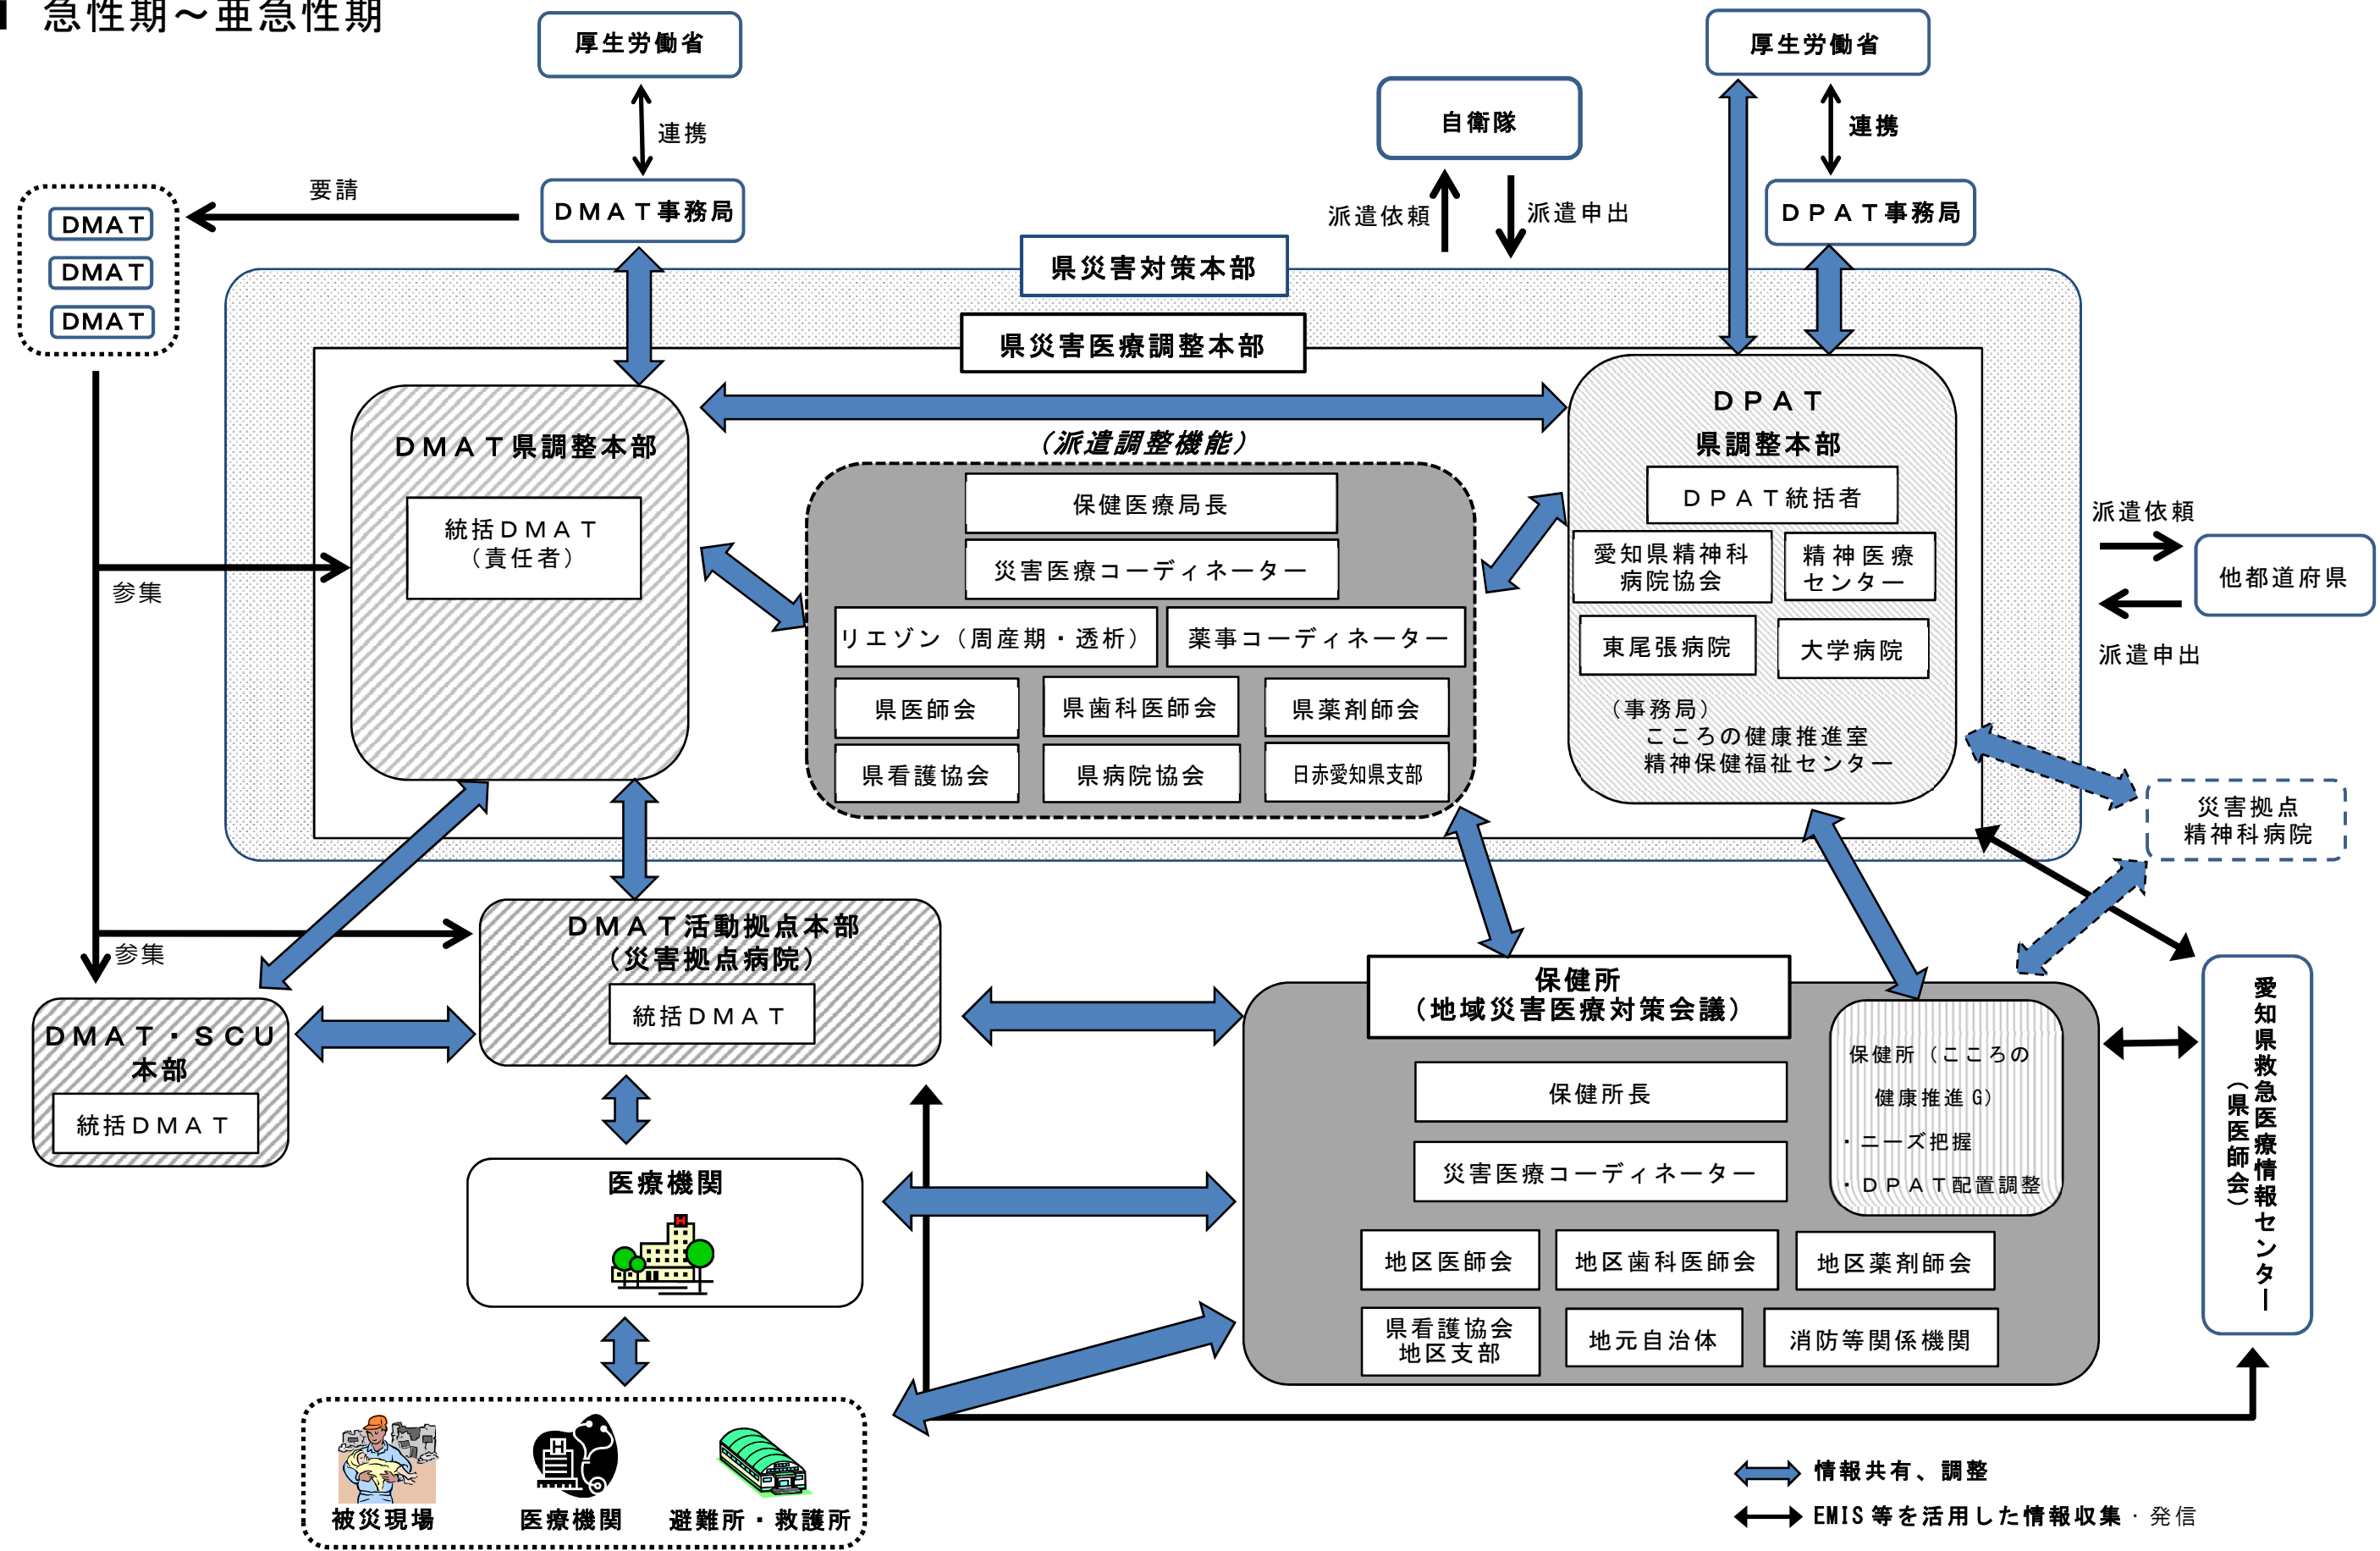 急性期～亜急性期
厚生労働省
連携
DMAT事務局
要請
DMAT
DMAT
DMAT
参集
参集
自衛隊
派遣依頼
派遣申出
厚生労働省
連携
DPAT事務局
県災害対策本部
県災害医療調整本部
DMAT県調整本部
統括DMAT
（責任者）
（派遣調整機能）
保健医療局長
災害医療コーディネーター
リエゾン（周産期・透析）
薬事コーディネーター
県医師会
県歯科医師会
県薬剤師会
県看護協会
県病院協会
日赤愛知県支部
DPAT
県調整本部
DPAT統括者
愛知県精神科
病院協会
精神医療
センター
東尾張病院
大学病院
（事務局）
こころの健康推進室
精神保健福祉センター
派遣依頼
他都道府県
派遣申出
災害拠点
精神科病院
DMAT活動拠点本部
（災害拠点病院）
統括DMAT
DMAT・SCU
本部
統括DMAT
医療機関
H
被災現場
H
医療機関
避難所・救護所
保健所
（地域災害医療対策会議）
保健所長
災害医療コーディネーター
保健所（こころの
健康推進G）
・ニーズ把握
・DPAT配置調整
地区医師会
地区歯科医師会
地区薬剤師会
県看護協会
地区支部
地元自治体
消防等関係機関
愛知県救急医療情報センター
（県医師会）
情報共有、調整
EMIS等を活用した情報収集・発信